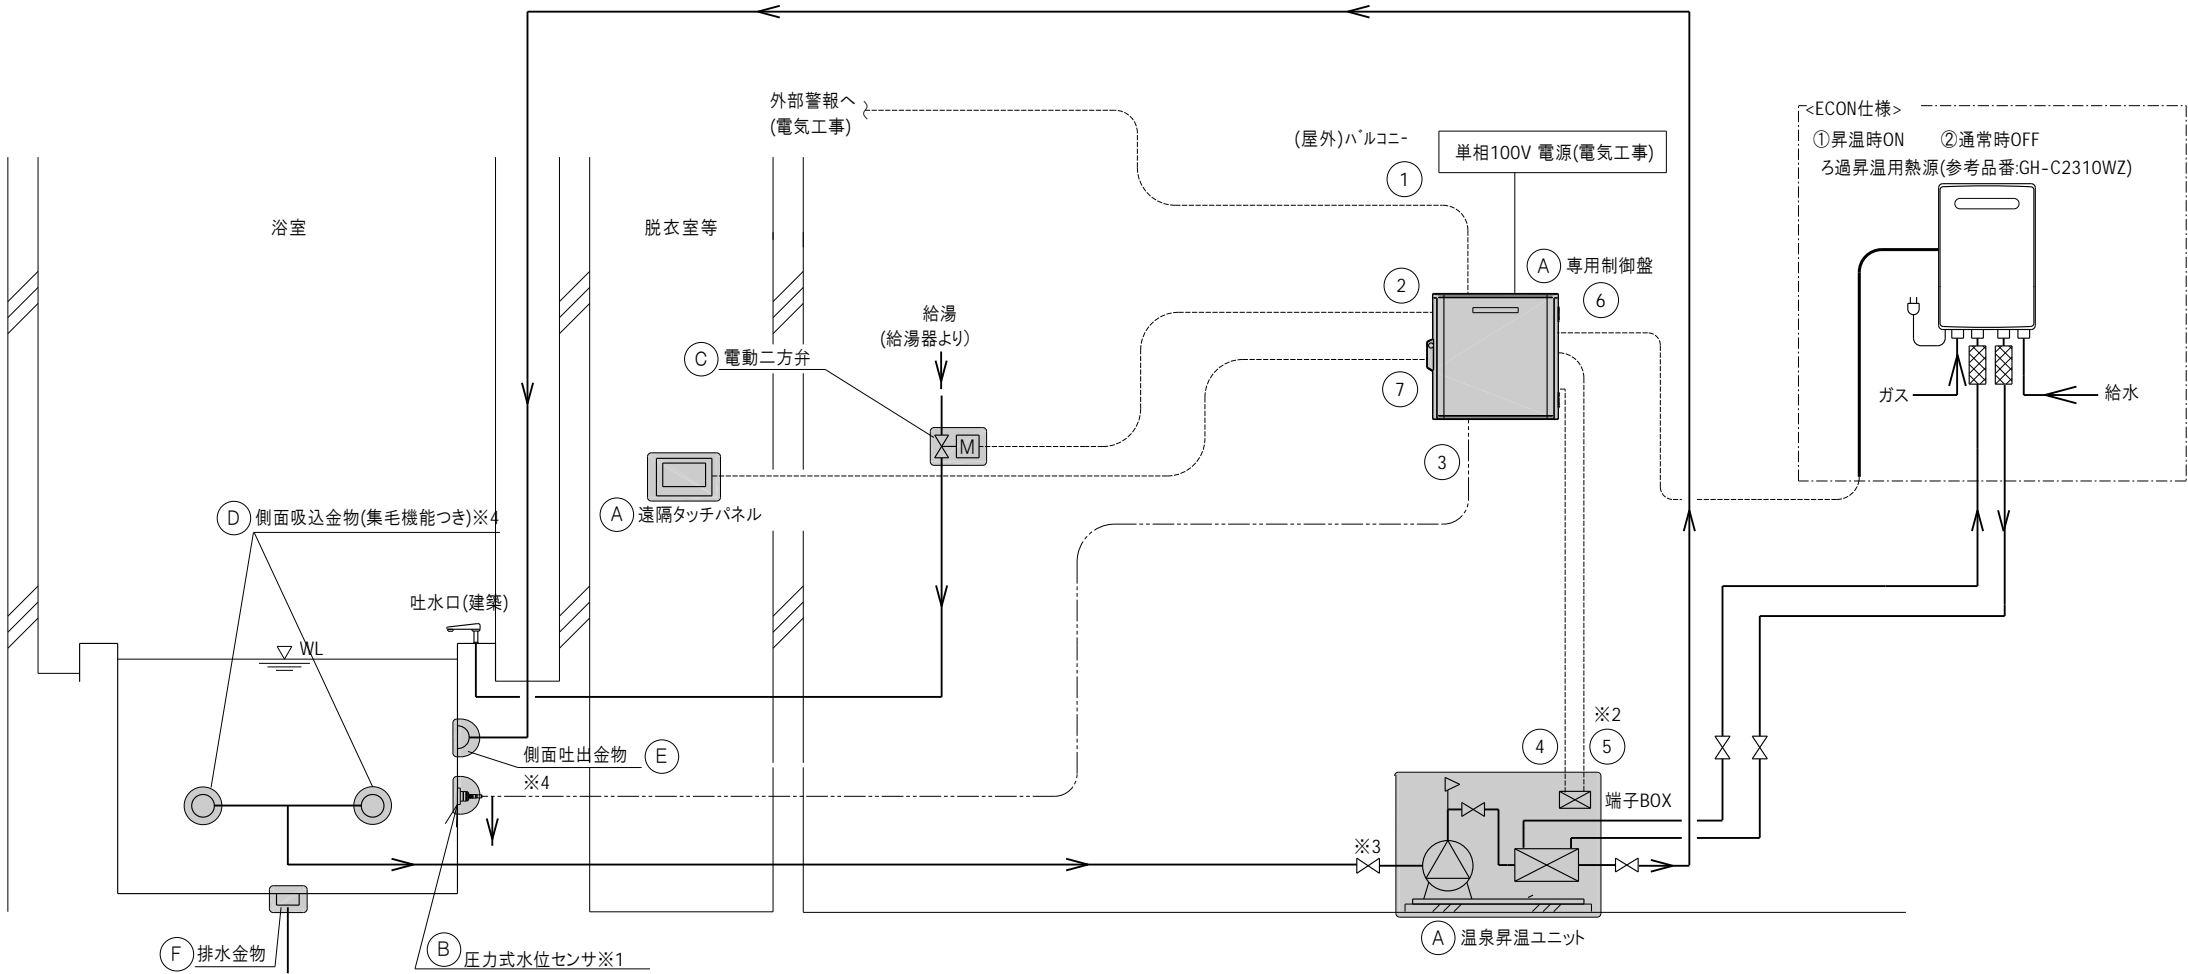 外部警報へ
(電気工事)
(屋外)バルコニー
単相100V 電源(電気工事)
<ECON仕様>
①昇温時ON ②通常時OFF
ろ過昇温用熱源(参考品番:GH-C2310WZ)
1
浴室
脱衣室等
A 専用制御盤
2
6
給湯
(給湯器より)
C 電動二方弁
7
ガス
給水
M
3
A 遠隔タッチパネル
D 側面吸込金物(集毛機能つき)※4
吐水口(建築)
WL
※2
4
5
側面吐出金物 E
※4
端子BOX
※3
F 排水金物
B 圧力式水位センサ※1
A 温泉昇温ユニット